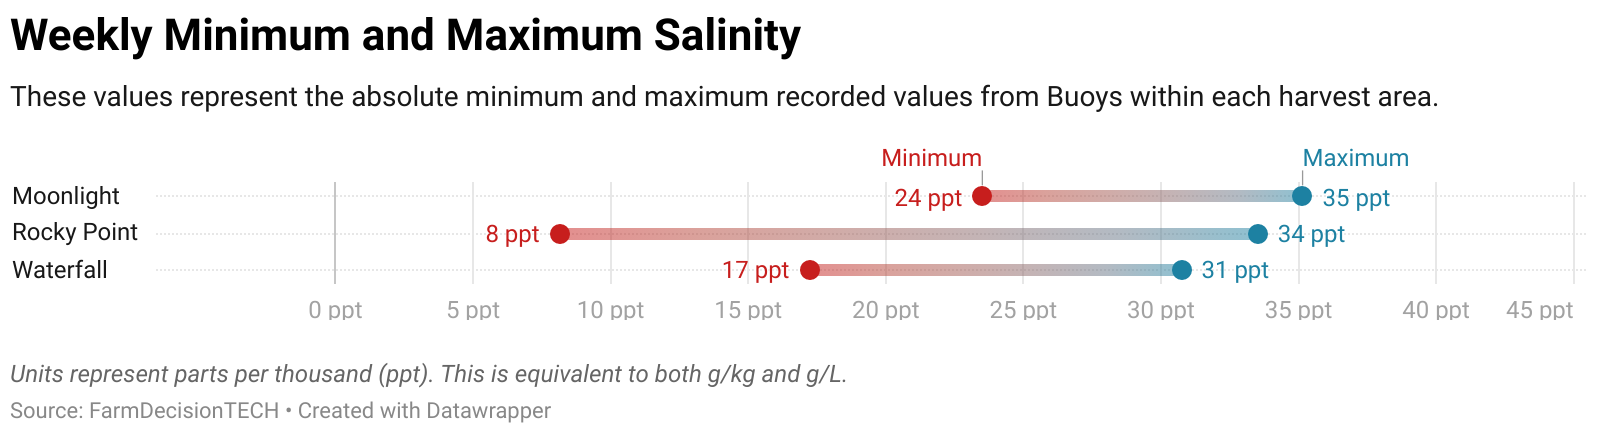 Weekly Minimum and Maximum Salinity
These values represent the absolute minimum and maximum recorded values from Buoys within each harvest area.
Minimum Maximum
Moonlight 24 ppt 35 ppt
Rocky Point 8 ppt 34 ppt
Waterfall 17 ppt 31 ppt
0 ppt 5 ppt 10 ppt 15 ppt 20 ppt 25 ppt 30 ppt 35 ppt 40 ppt 45 ppt
Units represent parts per thousand (ppt). This is equivalent to both g/kg and g/L.
Source: FarmDecisionTECH • Created with Datawrapper